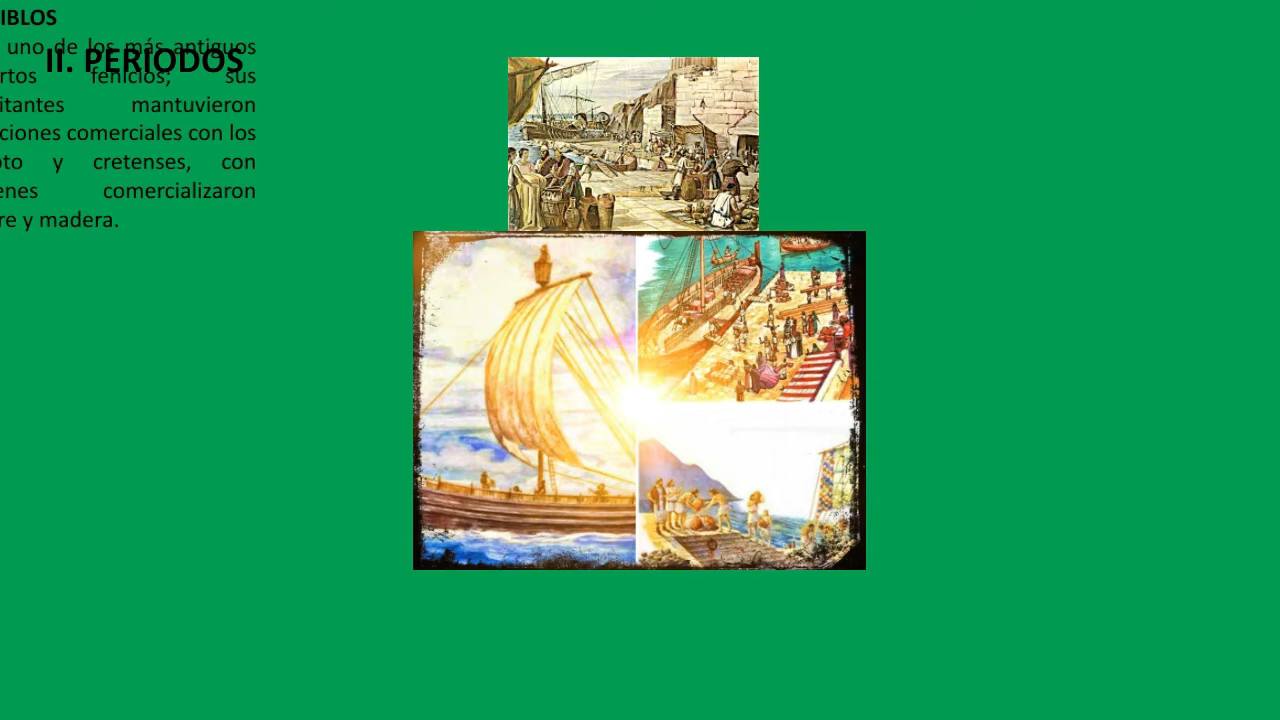 IBLOS
uno de los más antiguos
II. PERIODOS
rtos fenicios; sus
itantes mantuvieron
ciones comerciales con los
oto y cretenses, con
enes comercializaron
re y madera.